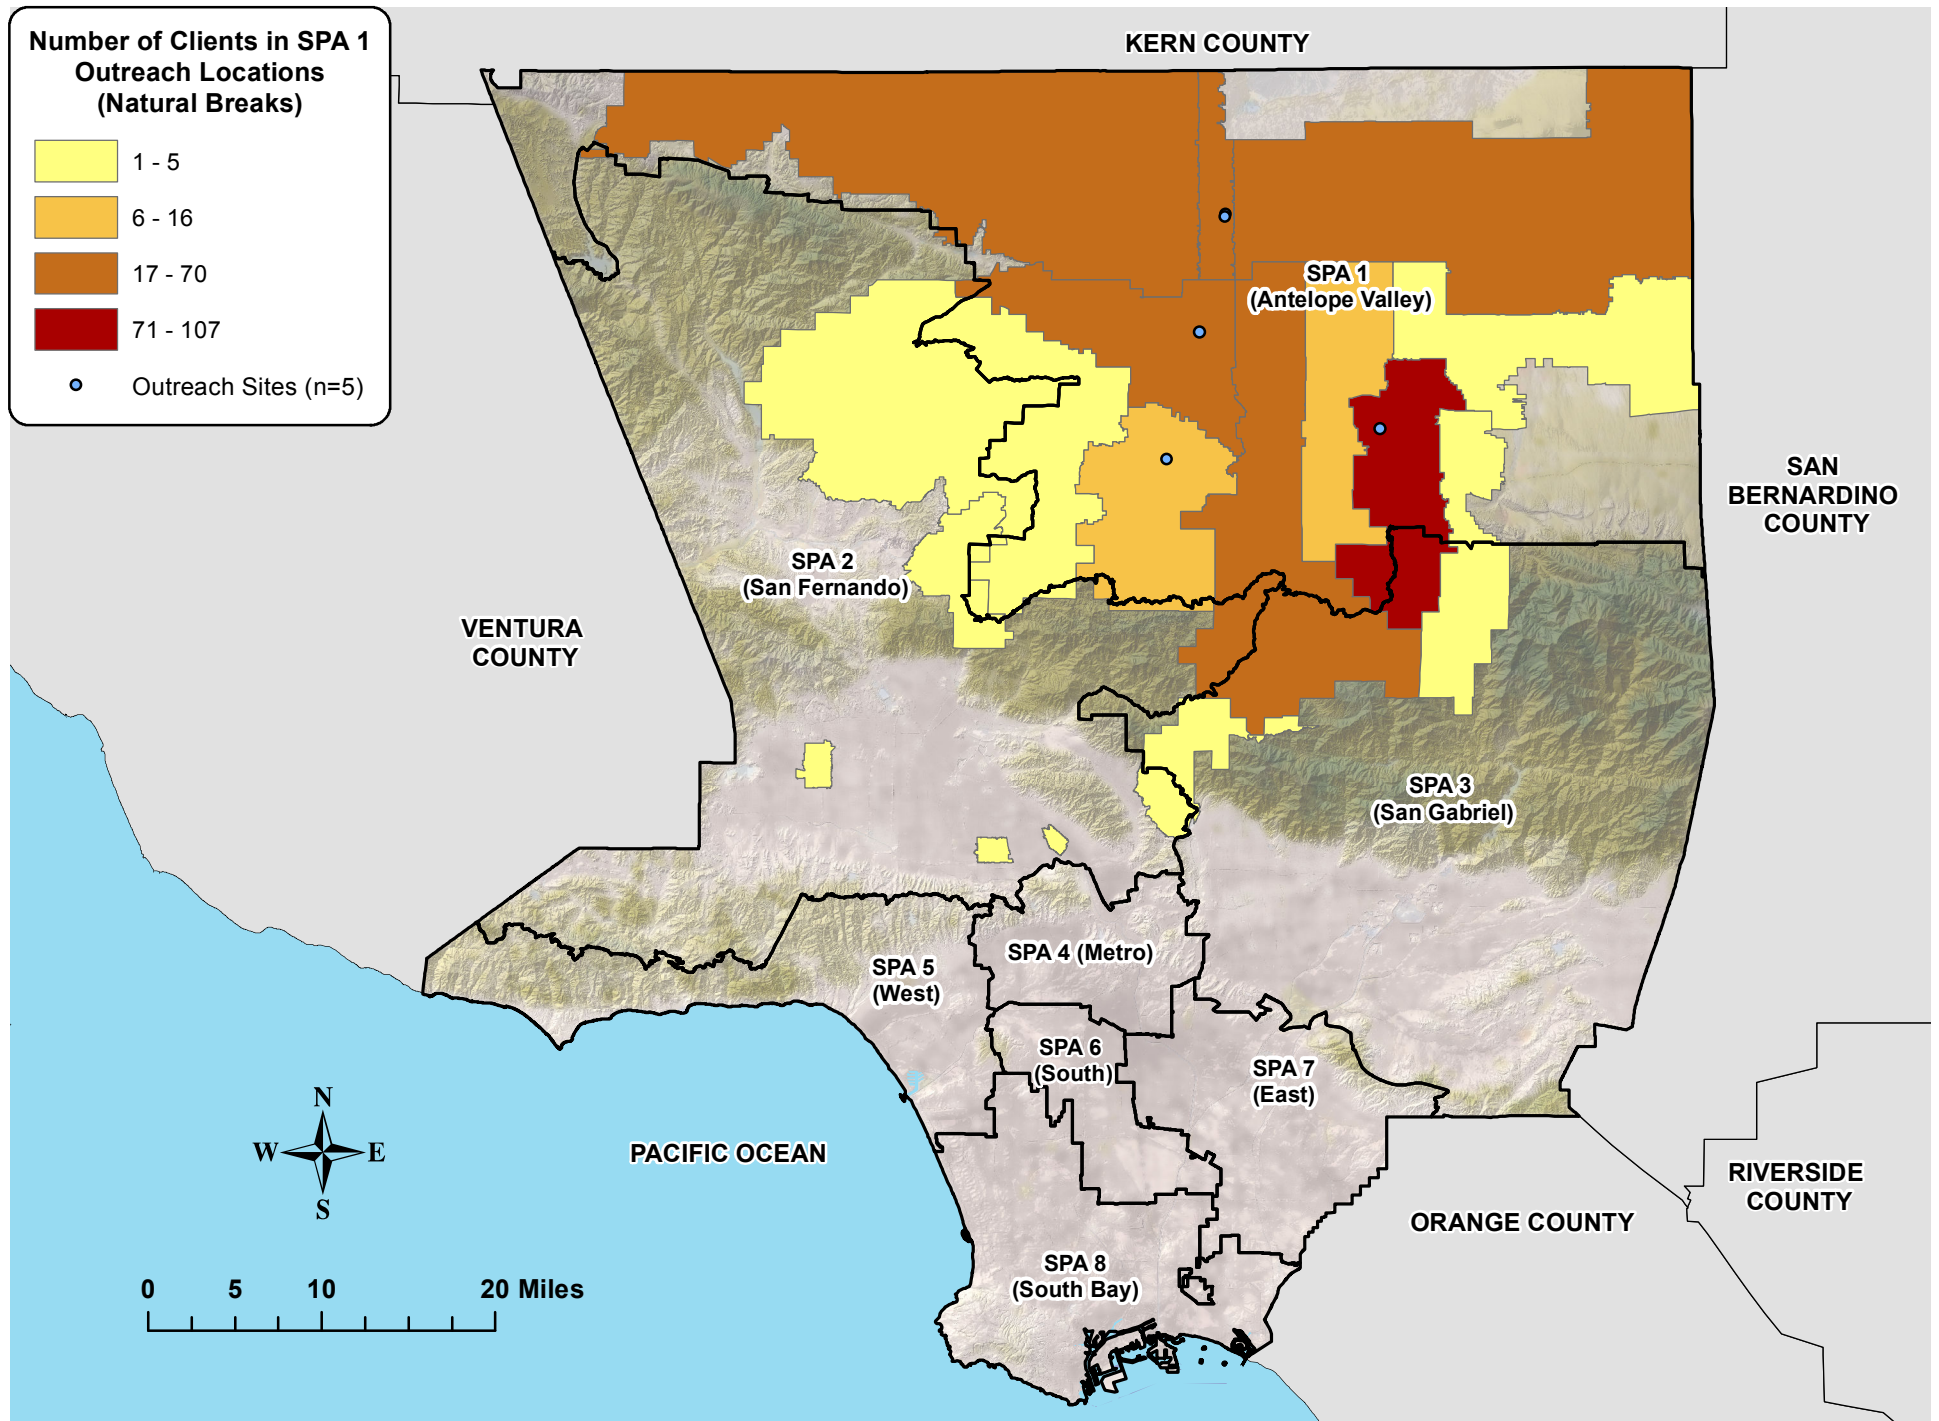 Number of Clients in SPA 1
Outreach Locations
(Natural Breaks)
1 - 5
6 - 16
17 - 70
71 - 107
Outreach Sites (n=5)
KERN COUNTY
SPA 1
(Antelope Valley)
SAN
BERNARDINO
COUNTY
SPA 2
(San Fernando)
VENTURA
COUNTY
SPA 3
(San Gabriel)
SPA 4 (Metro)
SPA 5
(West)
SPA 6
(South)
SPA 7
(East)
N
W
E
S
PACIFIC OCEAN
RIVERSIDE
COUNTY
ORANGE COUNTY
SPA 8
(South Bay)
0 5 10 20 Miles